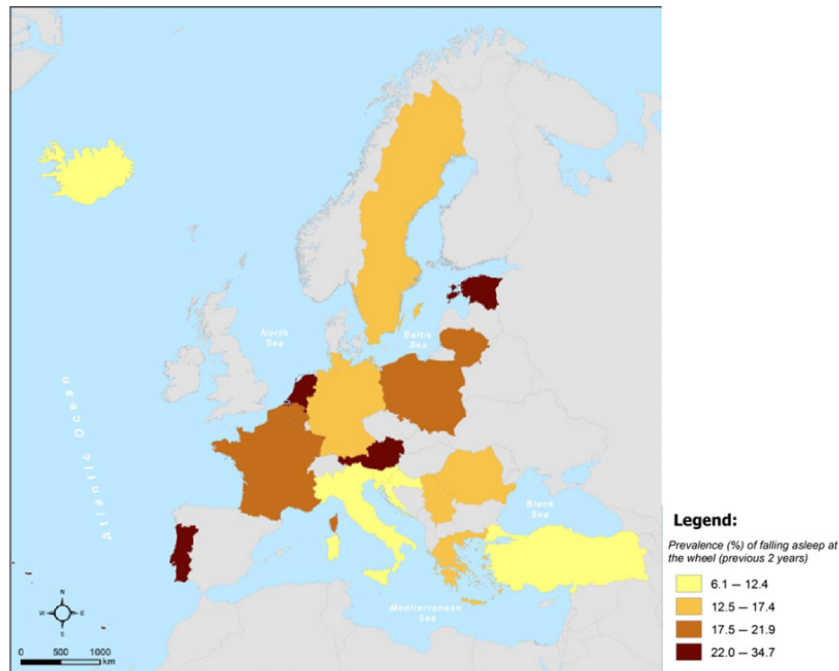 North
Sea
Baltic
Sea
Atlantic Ocean
Black
Sea
Mediterranean
Sea
N
W
E
S
0 500 1000
km
Legend:
Prevalence (%) of falling asleep at
the wheel (previous 2 years)
6.1 – 12.4
12.5 – 17.4
17.5 – 21.9
22.0 – 34.7